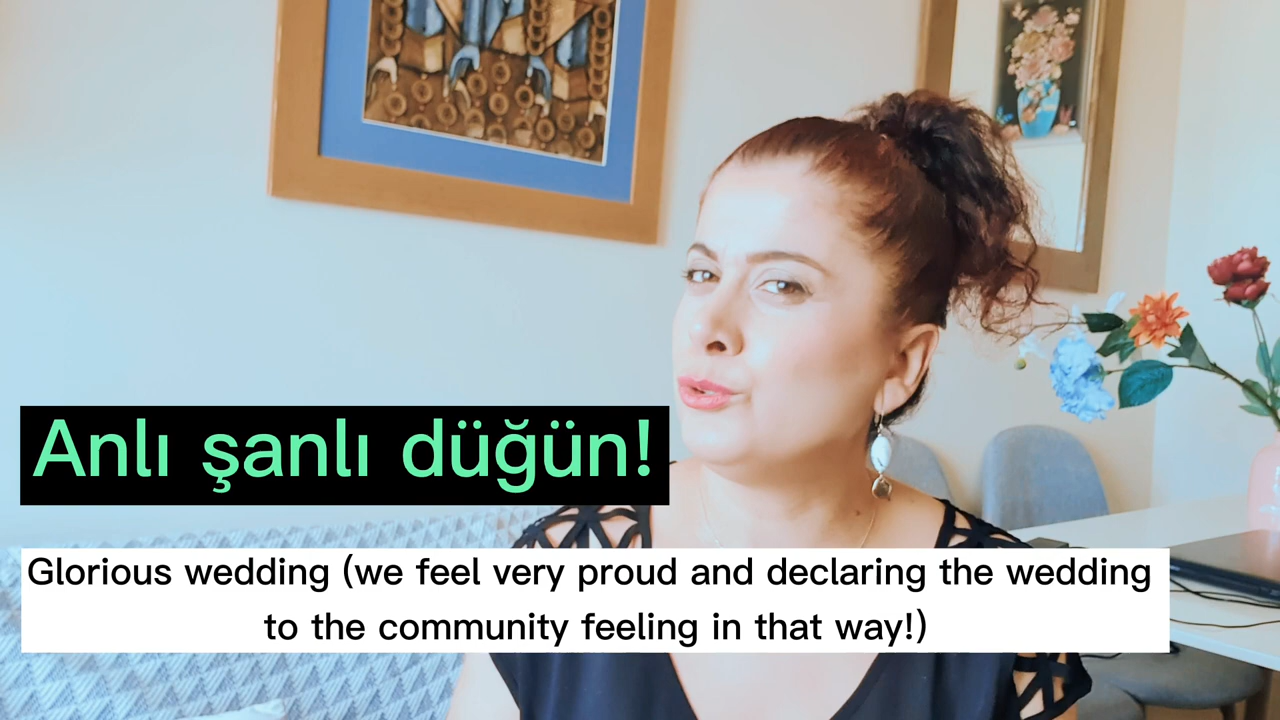 Anlı şanlı düğün!
Glorious wedding (we feel very proud and declaring the wedding
to the community feeling in that way!)